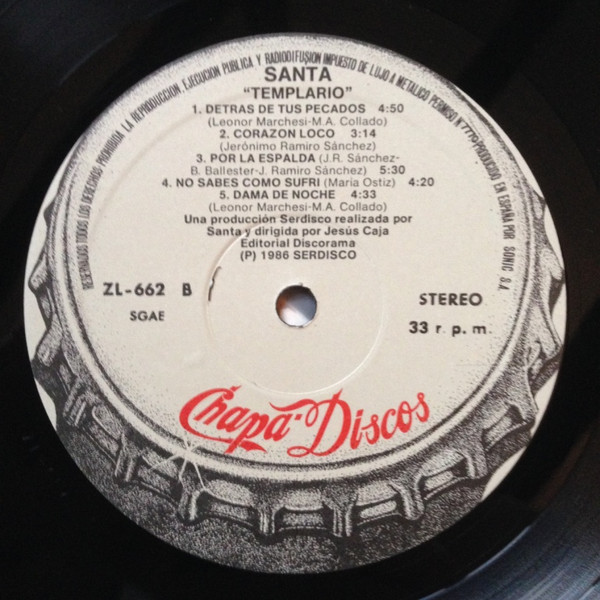 RESERVADOS TODOS LOS DERECHOS PROHIBIDA LA REPRODUCCION, EJECUCION PUBLICA Y RADIODIFUSION IMPUESTO DE LUJO A METALICO PERMISO N.º 7779 PRODUCIDO EN ESPAÑA POR SONIC S.A.
SANTA
"TEMPLARIO"
1. DETRAS DE TUS PECADOS 4:50
(Leonor Marchesi-M.A. Collado)
2. CORAZON LOCO 3:14
(Jerónimo Ramiro Sánchez)
3. POR LA ESPALDA (J.R. Sánchez-
B. Ballester-J. Ramiro Sánchez) 5:30
4. NO SABES COMO SUFRI (María Ostiz) 4:20
5. DAMA DE NOCHE 4:33
(Leonor Marchesi-M.A. Collado)
Una producción Serdisco realizada por
Santa y dirigida por Jesús Caja
Editorial Discorama
(P) 1986 SERDISCO
ZL-662 B
SGAE
STEREO
33 r. p. m.
Chapa-Discos